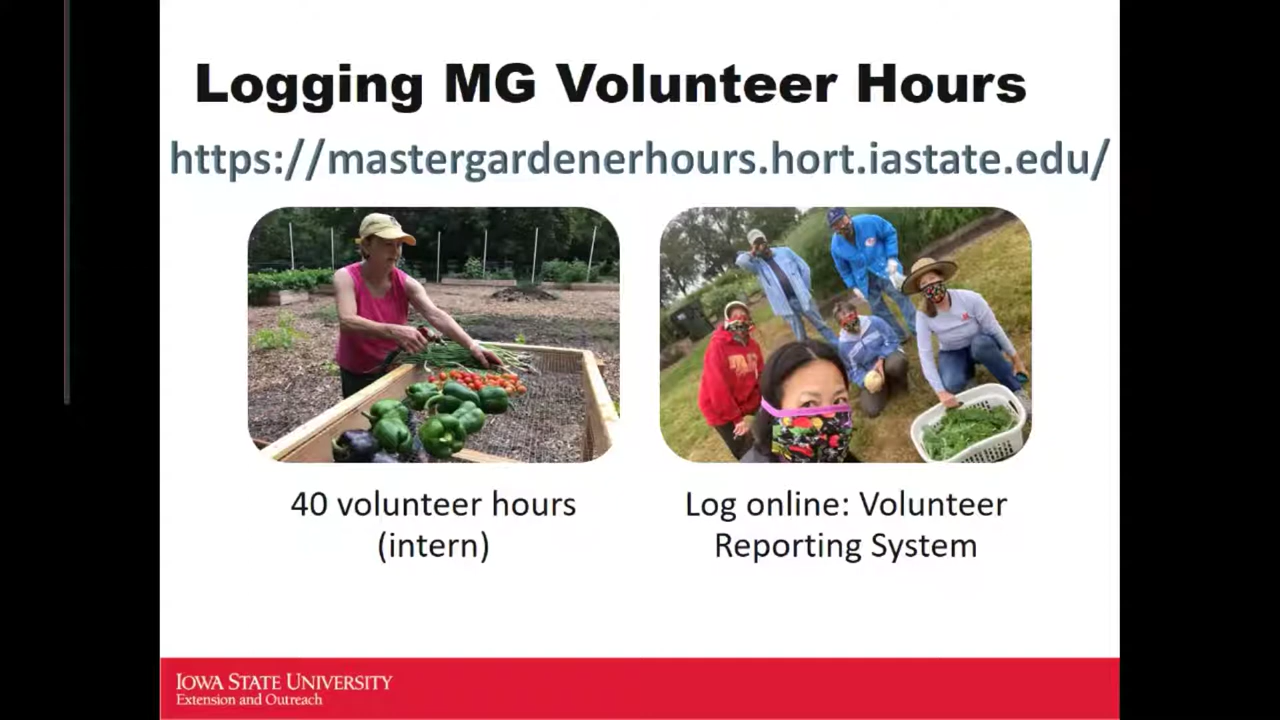 Logging MG Volunteer Hours
https://mastergardenerhours.hort.iastate.edu/
40 volunteer hours
(intern)
Log online: Volunteer
Reporting System
IOWA STATE UNIVERSITY
Extension and Outreach